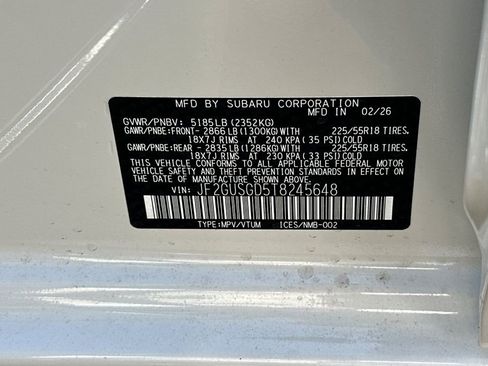 MFD BY SUBARU CORPORATION
MFD IN 02/26
GVWR/PNBV: 5185LB(2352KG)
GAWR/PNBE:FRONT- 2866LB(1300KG)WITH 225/55R18 TIRES.
18X7J RIMS AT 240 KPA (35 PSI) COLD
GAWR/PNBE:REAR - 2835LB(1286KG)WITH 225/55R18 TIRES.
18X7J RIMS AT 230 KPA (33 PSI) COLD
THIS VEHICLE CONFORMS TO ALL APPLICABLE FEDERAL MOTOR
VEHICLE SAFETY AND THEFT PREVENTION STANDARDS IN
EFFECT ON THE DATE OF MANUFACTURE SHOWN ABOVE.
VIN: JF2GUSGD5T8245648
TYPE:MPV/VTUM ICES/NMB-002